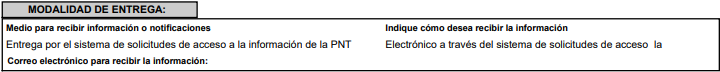 MODALIDAD DE ENTREGA:
Medio para recibir información o notificaciones
Indique cómo desea recibir la información
Entrega por el sistema de solicitudes de acceso a la información de la PNT
Electrónico a través del sistema de solicitudes de acceso la
Correo electrónico para recibir la información: